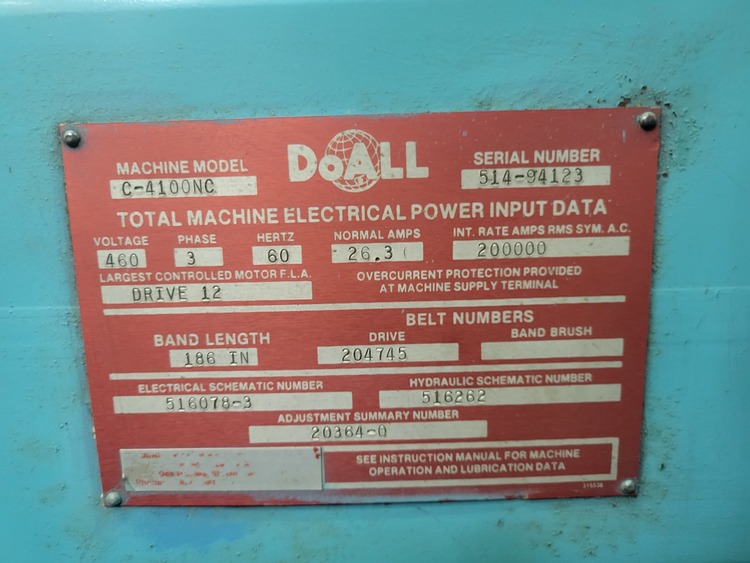 DoALL
MACHINE MODEL
C-4100NC
SERIAL NUMBER
514-94123
TOTAL MACHINE ELECTRICAL POWER INPUT DATA
VOLTAGE PHASE HERTZ NORMAL AMPS INT. RATE AMPS RMS SYM. A.C.
460 3 60 26.3 200000
LARGEST CONTROLLED MOTOR F.L.A.
DRIVE 12
OVERCURRENT PROTECTION PROVIDED
AT MACHINE SUPPLY TERMINAL
BELT NUMBERS
BAND LENGTH DRIVE BAND BRUSH
186 IN 204745
ELECTRICAL SCHEMATIC NUMBER HYDRAULIC SCHEMATIC NUMBER
516078-3 516262
ADJUSTMENT SUMMARY NUMBER
20364-0
SEE INSTRUCTION MANUAL FOR MACHINE
OPERATION AND LUBRICATION DATA